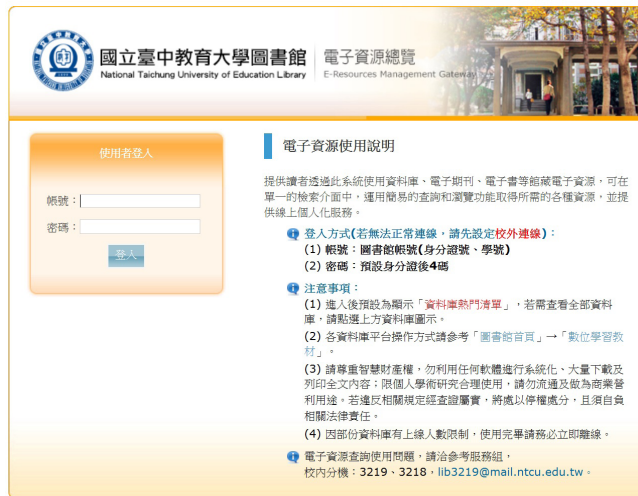 國立臺中教育大學圖書館
National Taichung University of Education Library
電子資源總覽
E-Resources Management Gateway
使用者登入
帳號：
密碼：
登入
電子資源使用說明
提供讀者透過此系統使用資料庫、電子期刊、電子書等館藏電子資源，可在
單一的檢索介面中，運用簡易的查詢和瀏覽功能取得所需的各種資源，並提
供線上個人化服務。
登入方式(若無法正常連線，請先設定校外連線)：
(1) 帳號：圖書館帳號(身分證號、學號)
(2) 密碼：預設身分證後4碼
注意事項：
(1) 進入後預設為顯示「資料庫熱門清單」，若需查看全部資料
庫，請點選上方資料庫圖示。
(2) 各資料庫平台操作方式請參考「圖書館首頁」→「數位學習教
材」。
(3) 請尊重智慧財產權，勿利用任何軟體進行系統化、大量下載及
列印全文內容；限個人學術研究合理使用，請勿流通及做為商業營
利用途。若違反相關規定經查證屬實，將處以停權處分，且須自負
相關法律責任。
(4) 因部份資料庫有上線人數限制，使用完畢請務必立即離線。
電子資源查詢使用問題，請洽參考服務組，
校內分機：3219、3218，lib3219@mail.ntcu.edu.tw。